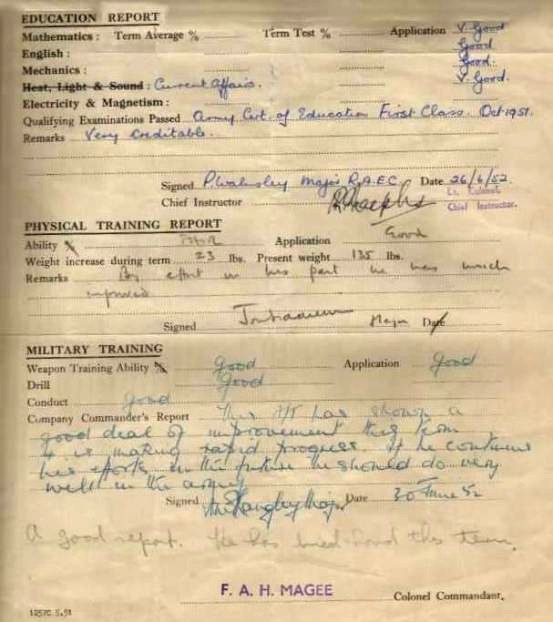 EDUCATION REPORT
Mathematics : Term Average % Term Test % Application V. Good
English : Good
Mechanics : Good.
Heat, Light & Sound : Current Affairs. V. Good.
Electricity & Magnetism :
Qualifying Examinations Passed Army Cert. of Education First Class. Oct 1951.
Remarks Very creditable.
Signed P. Walmsley Major R.A.E.C. Date 26/6/52
Lt. Colonel,
Chief Instructor Chief Instructor.
PHYSICAL TRAINING REPORT
Ability % Application Good
Weight increase during term 23 lbs. Present weight 135 lbs.
Remarks By effort on his part he has much
improved
Signed Major Date
MILITARY TRAINING
Weapon Training Ability % Good Application Good
Drill Good
Conduct Good
Company Commander's Report This A/T has shown a
good deal of improvement this term
& is making rapid progress. If he continues
his efforts in the future he should do very
well in the army.
Signed Langley Major Date 30 June 52
A good report. He has tried hard this term.
F. A. H. MAGEE Colonel Commandant.